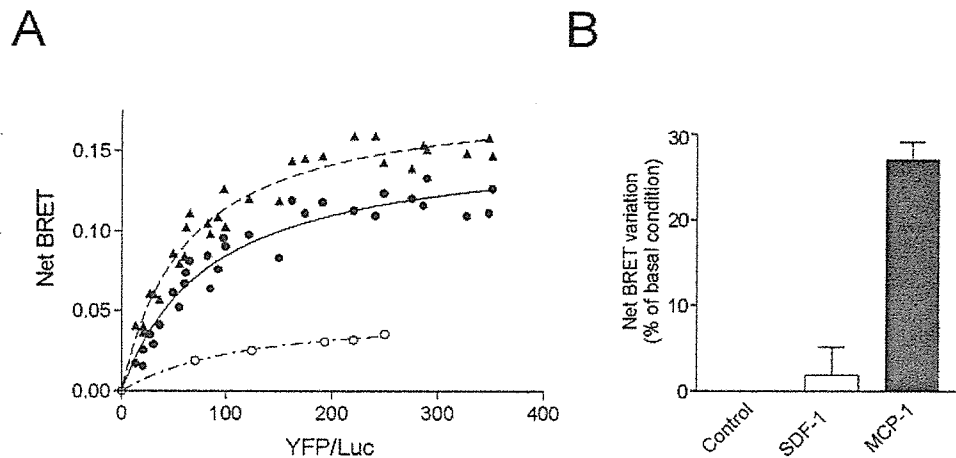 A
B
Net BRET
0.15
0.10
0.05
0.00
0
100
200
300
400
YFP/Luc
Net BRET variation
(% of basal condition)
30
20
10
0
Control
SDF-1
MCP-1